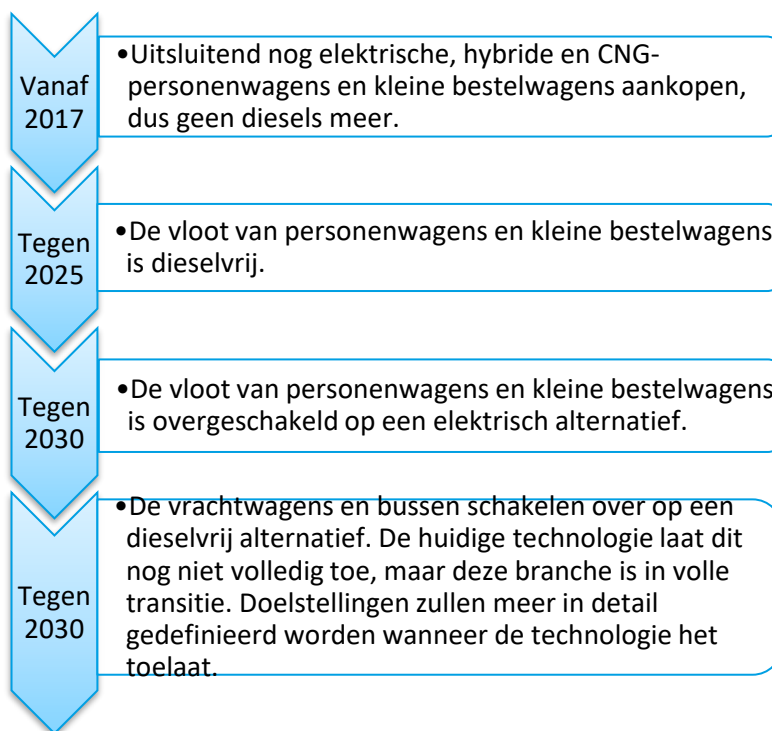 Vanaf
2017
•Uitsluitend nog elektrische, hybride en CNG-
personenwagens en kleine bestelwagens aankopen,
dus geen diesels meer.
Tegen
2025
•De vloot van personenwagens en kleine bestelwagens
is dieselvrij.
Tegen
2030
•De vloot van personenwagens en kleine bestelwagens
is overgeschakeld op een elektrisch alternatief.
Tegen
2030
•De vrachtwagens en bussen schakelen over op een
dieselvrij alternatief. De huidige technologie laat dit
nog niet volledig toe, maar deze branche is in volle
transitie. Doelstellingen zullen meer in detail
gedefinieerd worden wanneer de technologie het
toelaat.